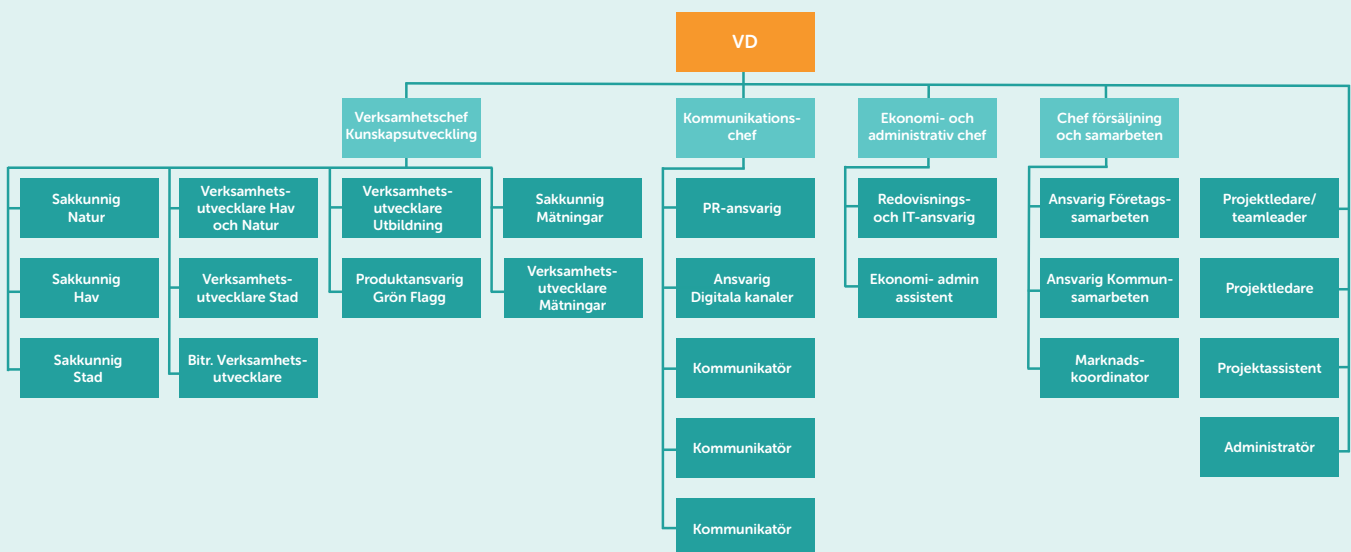 VD
Verksamhetschef
Kunskapsutveckling
Kommunikations-
chef
Ekonomi- och
administrativ chef
Chef försäljning
och samarbeten
Sakkunnig
Natur
Sakkunnig
Hav
Sakkunnig
Stad
Verksamhets-
utvecklare Hav
och Natur
Verksamhets-
utvecklare Stad
Bitr. Verksamhets-
utvecklare
Verksamhets-
utvecklare
Utbildning
Produktansvarig
Grön Flagg
Sakkunnig
Mätningar
Verksamhets-
utvecklare
Mätningar
PR-ansvarig
Ansvarig
Digitala kanaler
Kommunikatör
Kommunikatör
Kommunikatör
Redovisnings-
och IT-ansvarig
Ekonomi- admin
assistent
Ansvarig Företags-
samarbeten
Ansvarig Kommun-
samarbeten
Marknads-
koordinator
Projektledare/
teamleader
Projektledare
Projektassistent
Administratör